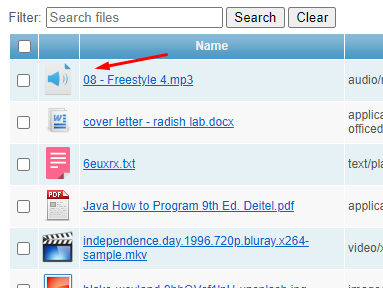 Filter: Search files Search Clear
Name
08 - Freestyle 4.mp3 audio/
cover letter - radish lab.docx applica
officed
6euxrx.txt text/pla
PDF Java How to Program 9th Ed. Deitel.pdf applica
independence.day.1996.720p.bluray.x264- video/x
sample.mkv